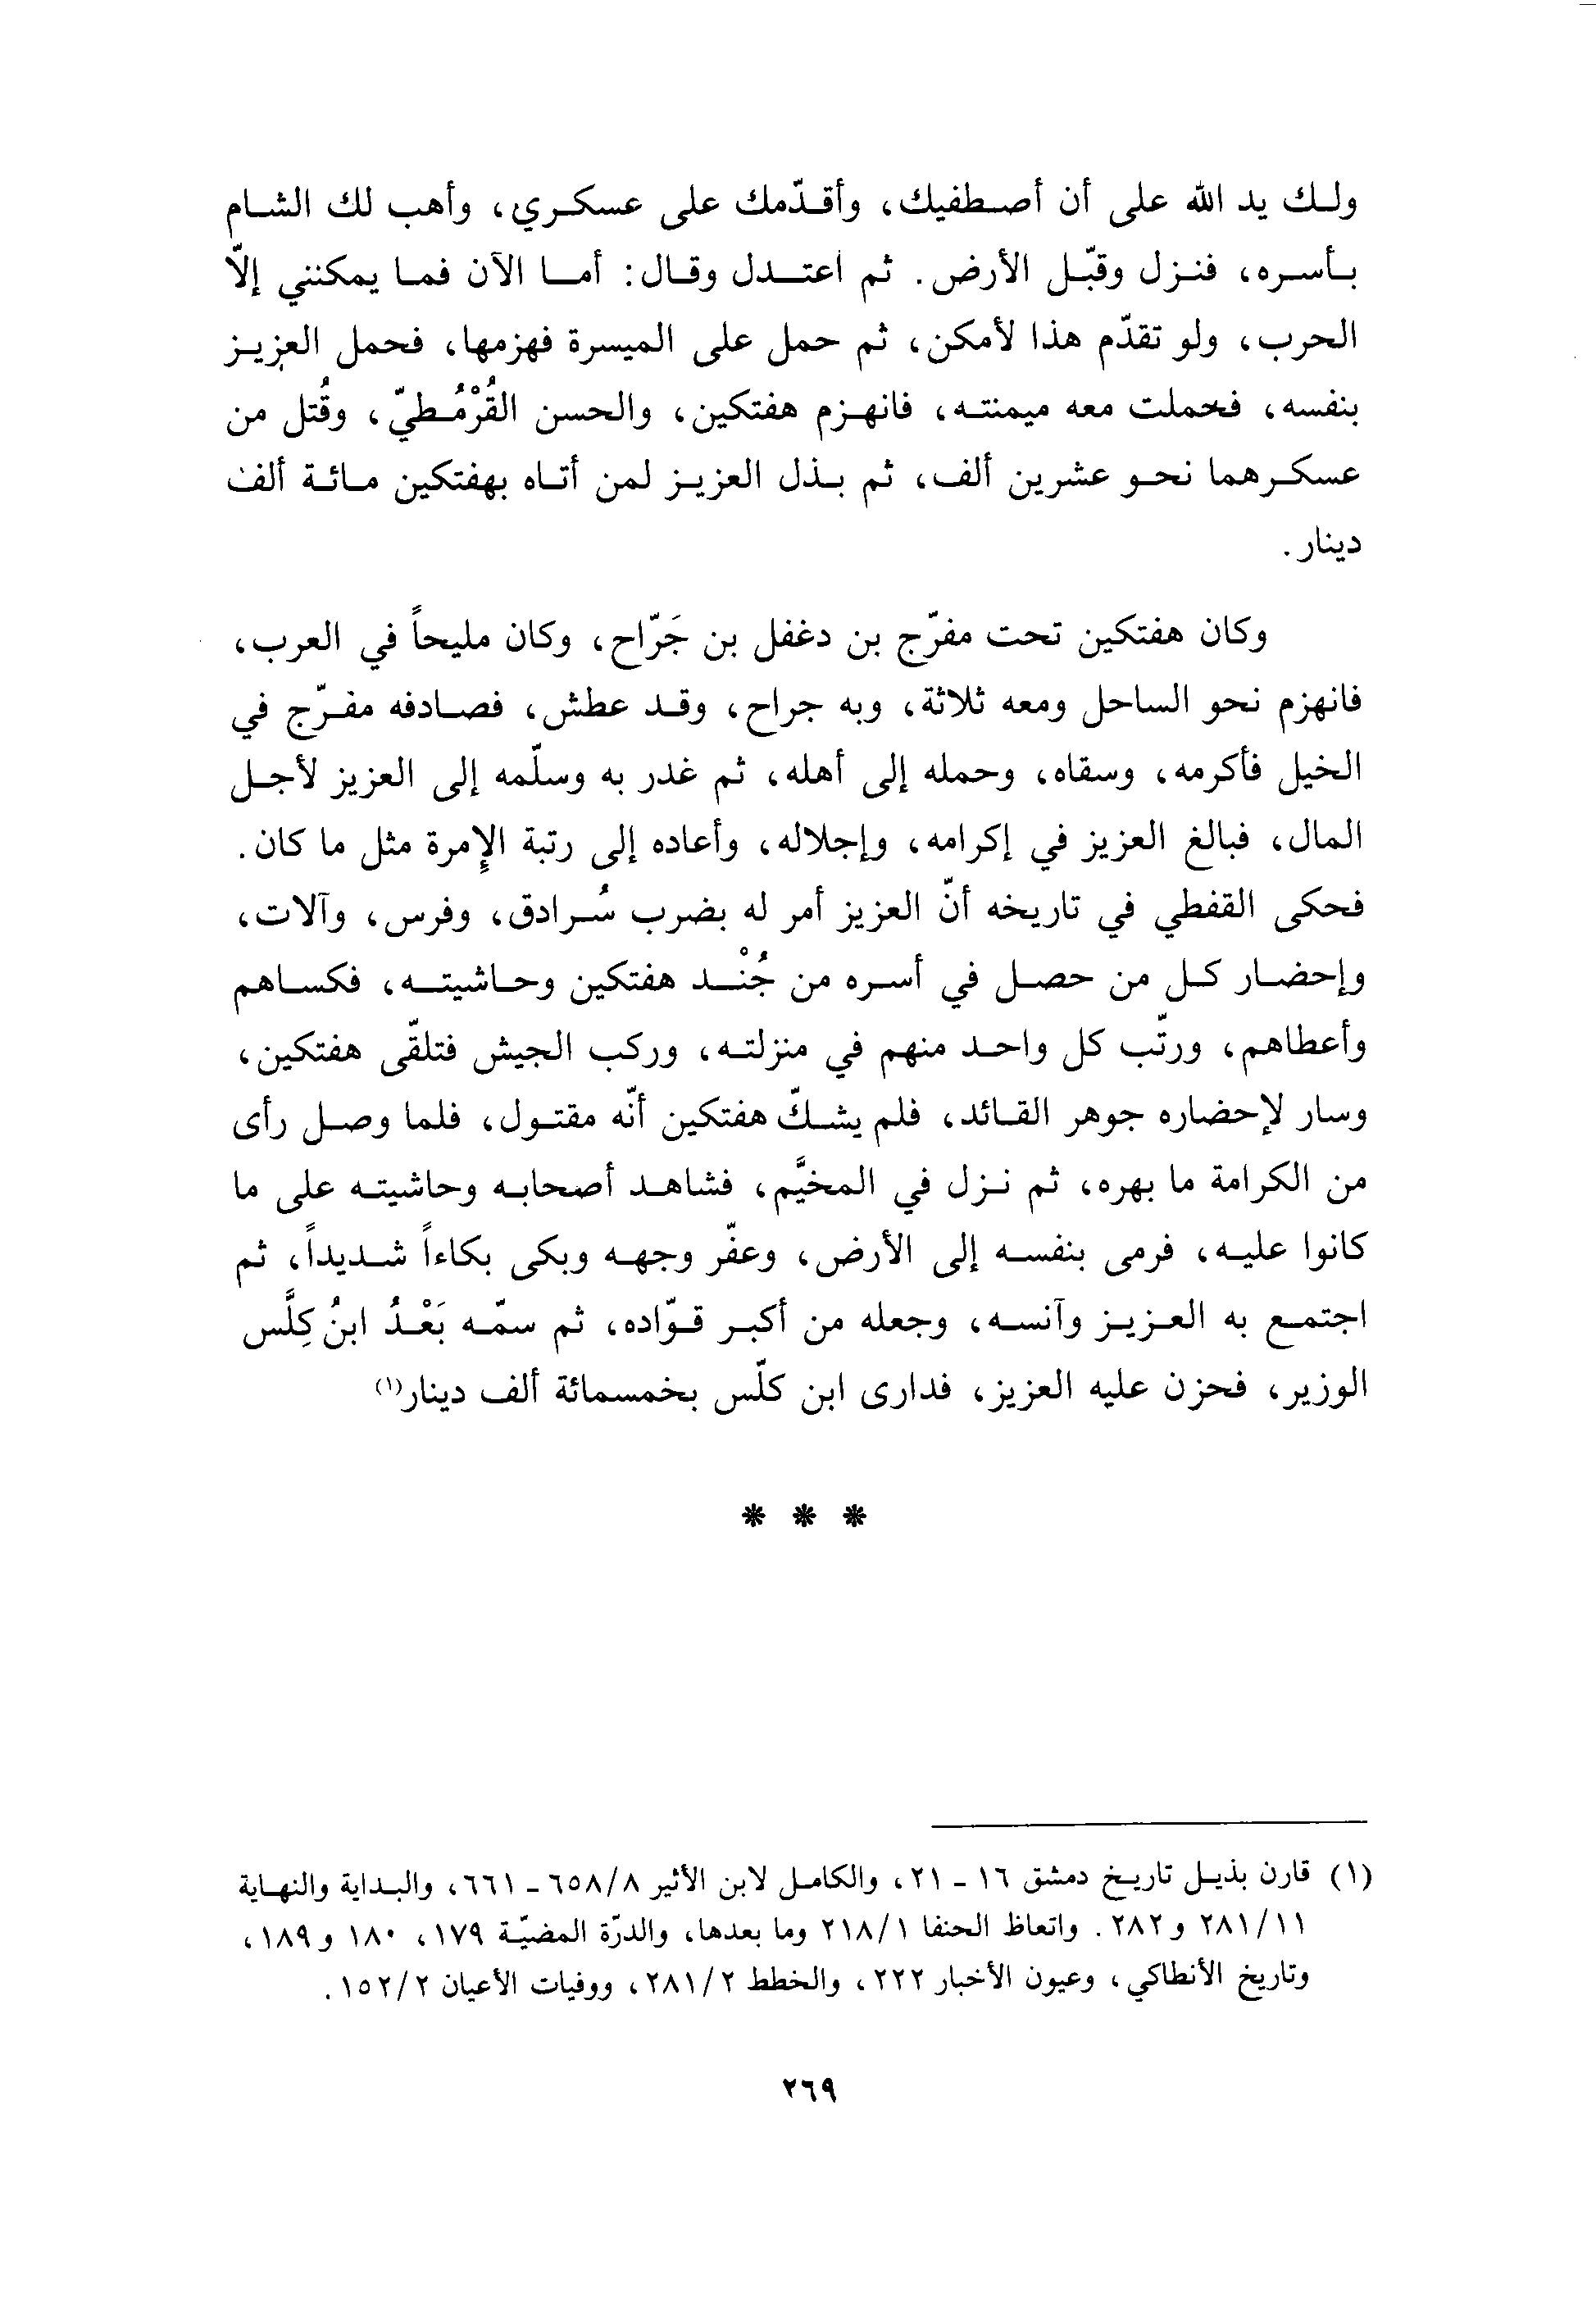 ولك يد الله على أن أصطفيك، وأقدّمك على عسكري، وأهب لك الشام
بأسره، فنزل وقبّل الأرض. ثم اعتدل وقال: أما الآن فما يمكنني إلاّ
الحرب، ولو تقدّم هذا لأمكن، ثم حمل على الميسرة فهزمها، فحمل العزيز
بنفسه، فحملت معه ميمنته، فانهزم هفتكين، والحسن القُرْمُطيّ، وقُتل من
عسكرهما نحو عشرين ألف، ثم بذل العزيز لمن أتاه بهفتكين مائة ألف
دينار.
وكان هفتكين تحت مفرّج بن دغفل بن جَرّاح، وكان مليحاً في العرب،
فانهزم نحو الساحل ومعه ثلاثة، وبه جراح، وقد عطش، فصادفه مفرّج في
الخيل فأكرمه، وسقاه، وحمله إلى أهله، ثم غدر به وسلّمه إلى العزيز لأجل
المال، فبالغ العزيز في إكرامه، وإجلاله، وأعاده إلى رتبة الإمرة مثل ما كان.
فحكى القفطي في تاريخه أنّ العزيز أمر له بضرب سُرادق، وفرس، وآلات،
وإحضار كل من حصل في أسره من جُنْد هفتكين وحاشيته، فكساهم
وأعطاهم، ورتّب كل واحد منهم في منزلته، وركب الجيش فتلقّى هفتكين،
وسار لإحضاره جوهر القائد، فلم يشكّ هفتكين أنّه مقتول، فلما وصل رأى
من الكرامة ما بهره، ثم نزل في المخيَّم، فشاهد أصحابه وحاشيته على ما
كانوا عليه، فرمى بنفسه إلى الأرض، وعفّر وجهه وبكى بكاءاً شديداً، ثم
اجتمع به العزيز وآنسه، وجعله من أكبر قوّاده، ثم سمّه بَعْدُ ابنُ كِلَّس
الوزير، فحزن عليه العزيز، فدارى ابن كلّس بخمسمائة ألف دينار(١)
* * *
(١) قارن بذيل تاريخ دمشق ١٦ - ٢١، والكامل لابن الأثير ٨/٦٥٨ - ٦٦١، والبداية والنهاية
١١/٢٨١ و٢٨٢. واتعاظ الحنفا ١/٢١٨ وما بعدها، والدرّة المضيّة ١٧٩، ١٨٠ و١٨٩،
وتاريخ الأنطاكي، وعيون الأخبار ٢٢٢، والخطط ٢/٢٨١، ووفيات الأعيان ٢/١٥٢.
٢٦٩